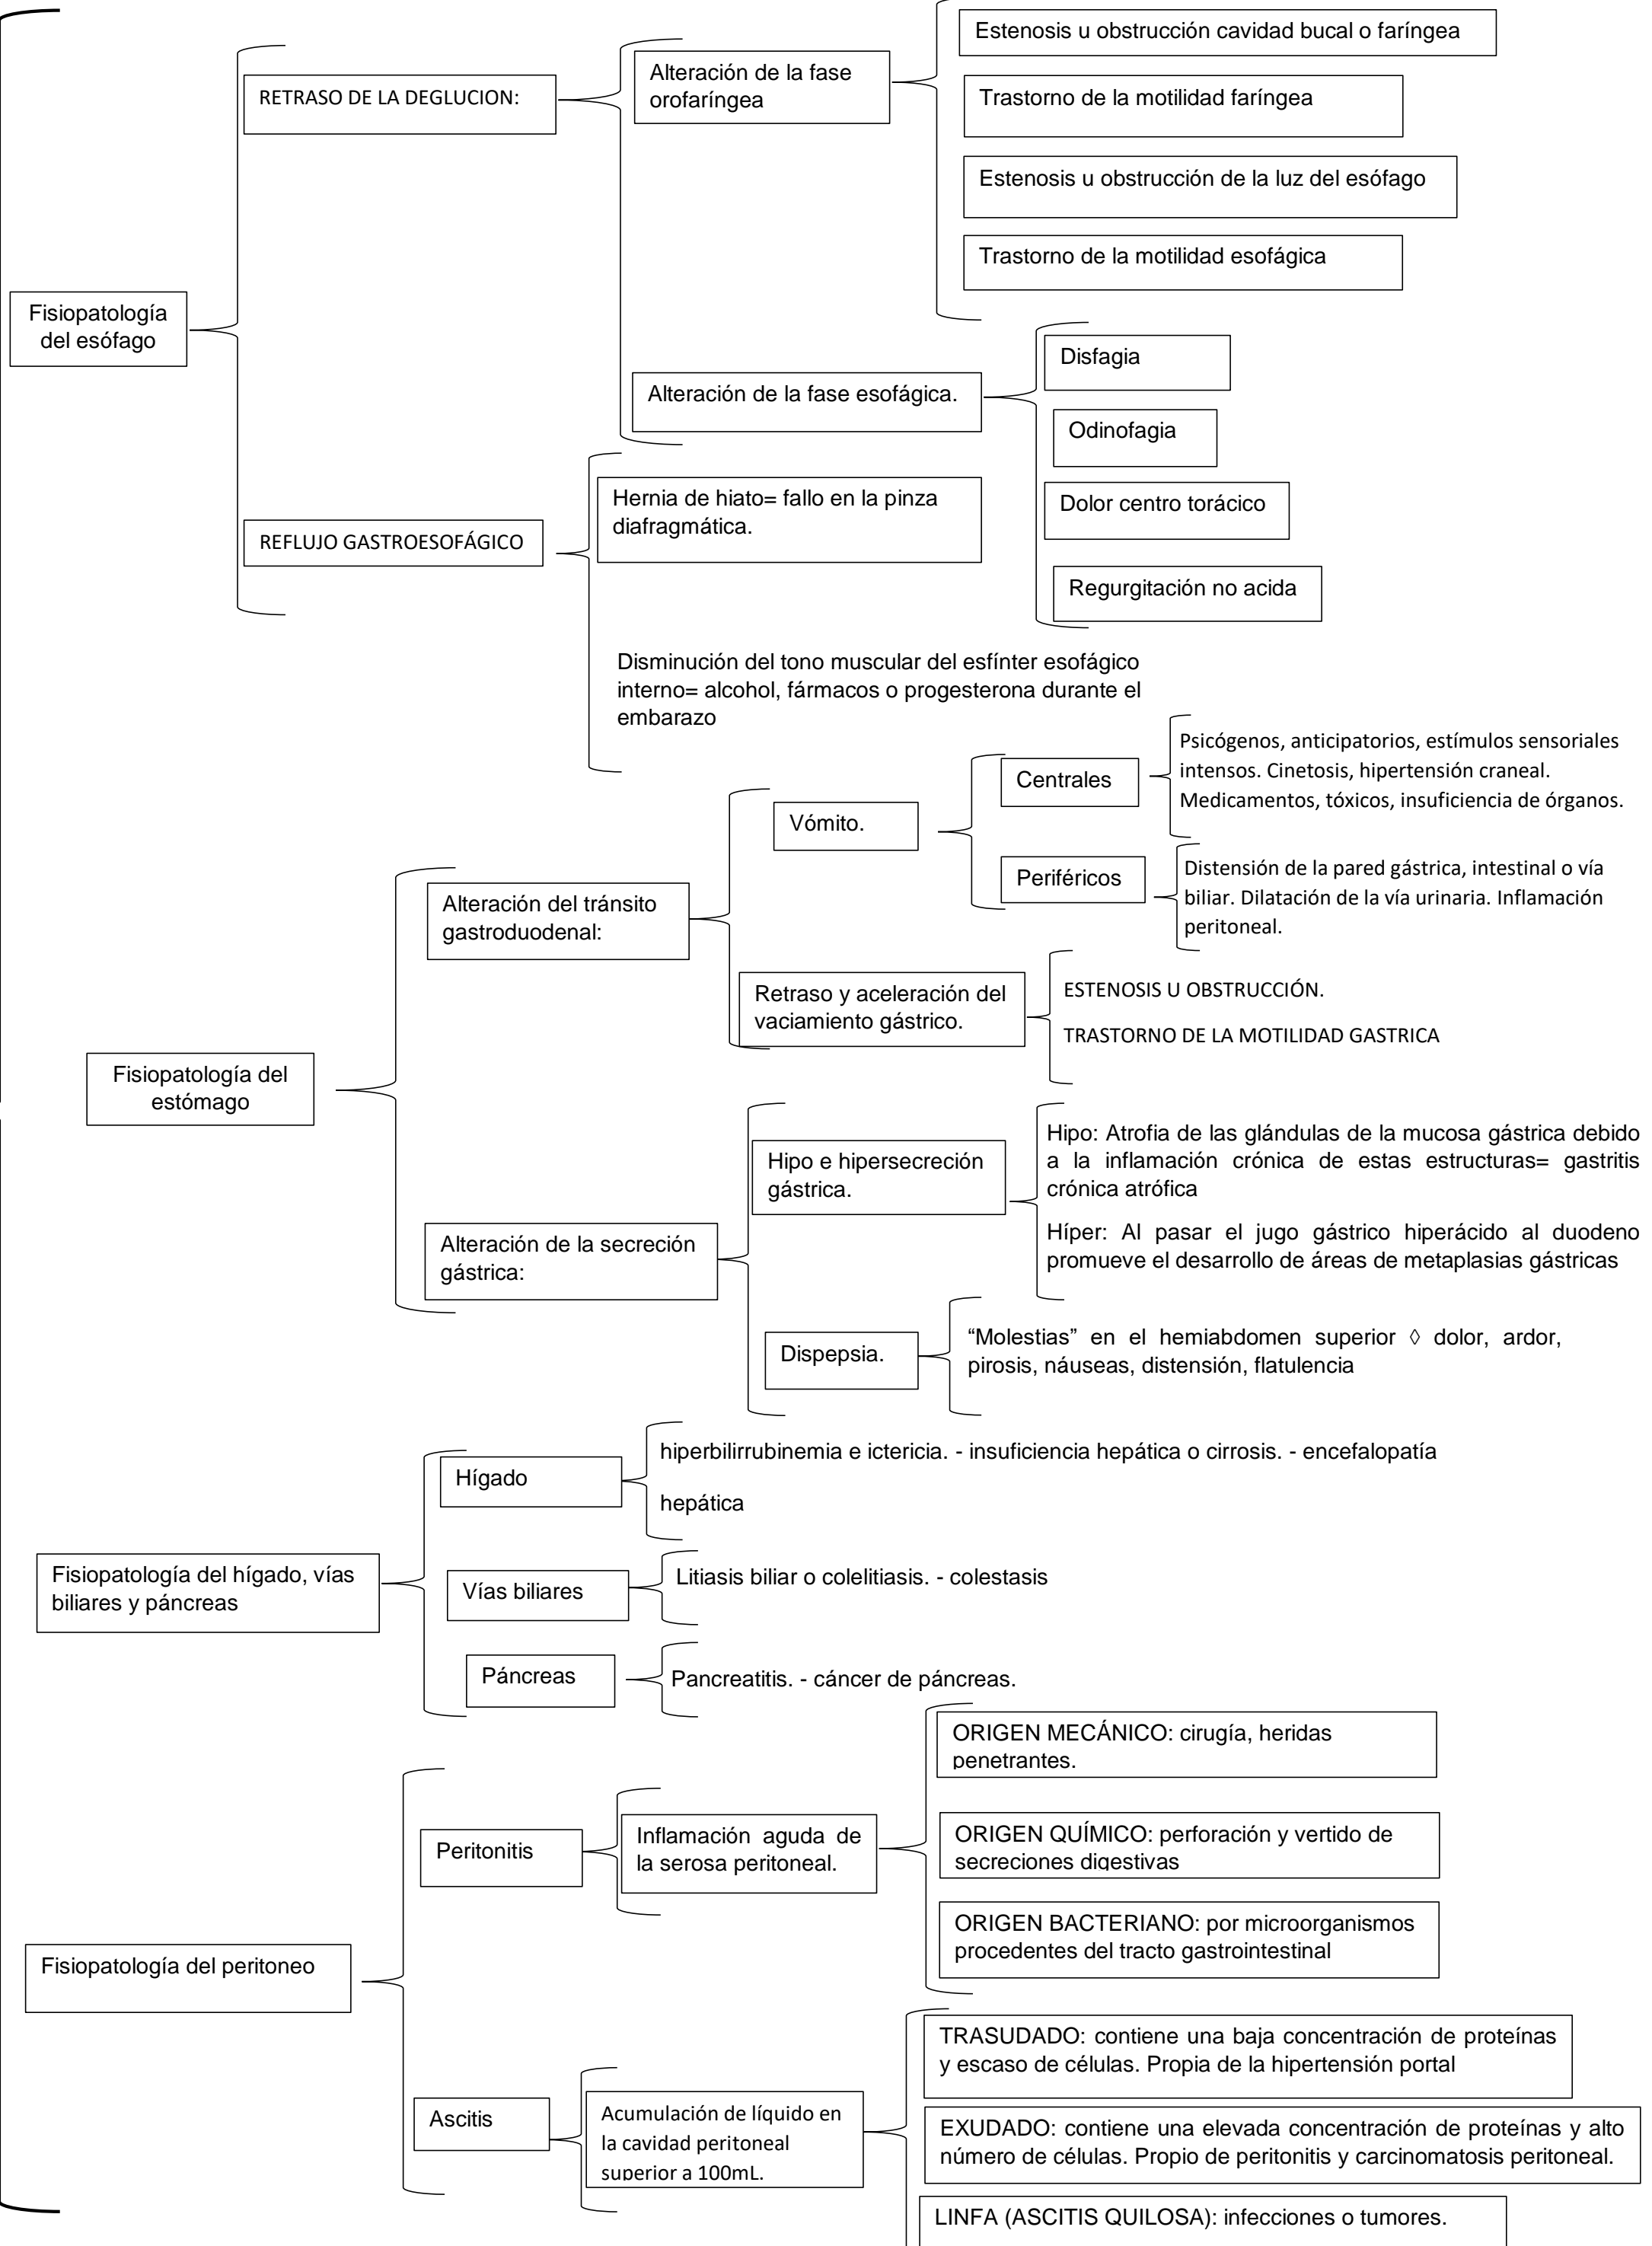 Fisiopatología
del esófago
RETRASO DE LA DEGLUCION:
Alteración de la fase
orofaríngea
Estenosis u obstrucción cavidad bucal o faríngea
Trastorno de la motilidad faríngea
Estenosis u obstrucción de la luz del esófago
Trastorno de la motilidad esofágica
Alteración de la fase esofágica.
Disfagia
Odinofagia
Dolor centro torácico
Regurgitación no acida
REFLUJO GASTROESOFÁGICO
Hernia de hiato= fallo en la pinza
diafragmática.
Disminución del tono muscular del esfínter esofágico
interno= alcohol, fármacos o progesterona durante el
embarazo
Fisiopatología del
estómago
Alteración del tránsito
gastroduodenal:
Vómito.
Centrales
Psicógenos, anticipatorios, estímulos sensoriales
intensos. Cinetosis, hipertensión craneal.
Medicamentos, tóxicos, insuficiencia de órganos.
Periféricos
Distensión de la pared gástrica, intestinal o vía
biliar. Dilatación de la vía urinaria. Inflamación
peritoneal.
Retraso y aceleración del
vaciamiento gástrico.
ESTENOSIS U OBSTRUCCIÓN.
TRASTORNO DE LA MOTILIDAD GASTRICA
Alteración de la secreción
gástrica:
Hipo e hipersecreción
gástrica.
Hipo: Atrofia de las glándulas de la mucosa gástrica debido
a la inflamación crónica de estas estructuras= gastritis
crónica atrófica
Híper: Al pasar el jugo gástrico hiperácido al duodeno
promueve el desarrollo de áreas de metaplasias gástricas
Dispepsia.
“Molestias” en el hemiabdomen superior ◊ dolor, ardor,
pirosis, náuseas, distensión, flatulencia
Fisiopatología del hígado, vías
biliares y páncreas
Hígado
hiperbilirrubinemia e ictericia. - insuficiencia hepática o cirrosis. - encefalopatía
hepática
Vías biliares
Litiasis biliar o colelitiasis. - colestasis
Páncreas
Pancreatitis. - cáncer de páncreas.
Fisiopatología del peritoneo
Peritonitis
Inflamación aguda de
la serosa peritoneal.
ORIGEN MECÁNICO: cirugía, heridas
penetrantes.
ORIGEN QUÍMICO: perforación y vertido de
secreciones digestivas
ORIGEN BACTERIANO: por microorganismos
procedentes del tracto gastrointestinal
Ascitis
Acumulación de líquido en
la cavidad peritoneal
superior a 100mL.
TRASUDADO: contiene una baja concentración de proteínas
y escaso de células. Propia de la hipertensión portal
EXUDADO: contiene una elevada concentración de proteínas y alto
número de células. Propio de peritonitis y carcinomatosis peritoneal.
LINFA (ASCITIS QUILOSA): infecciones o tumores.